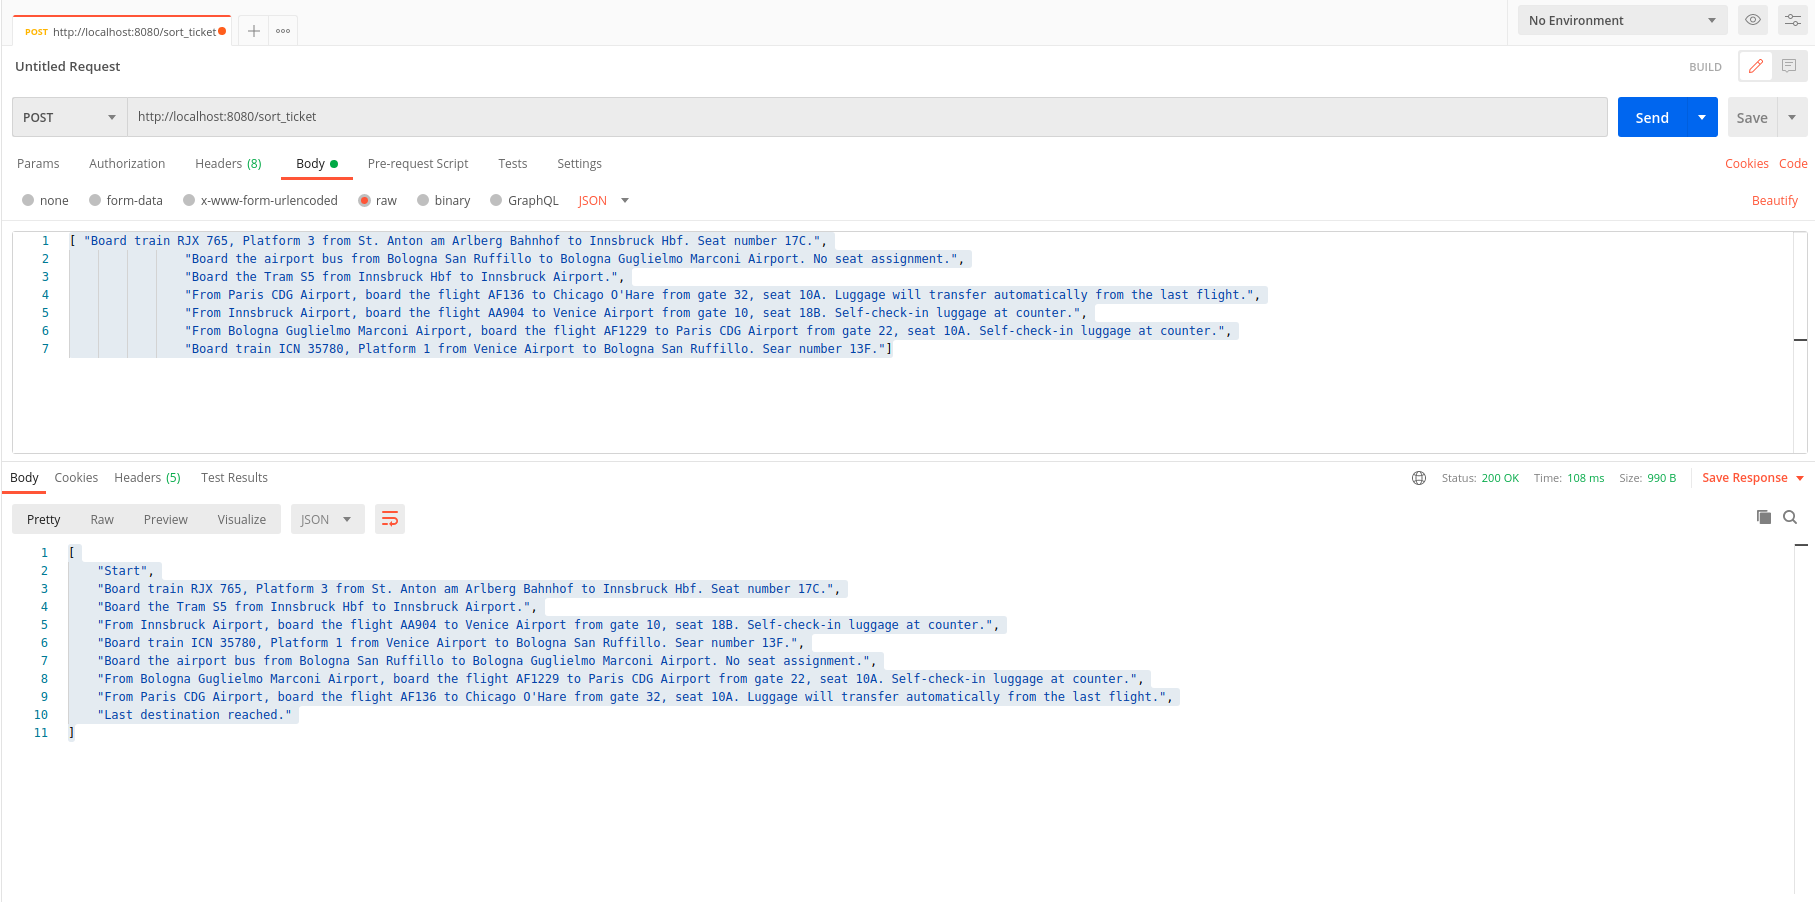 POST http://localhost:8080/sort_ticket
No Environment
Untitled Request
BUILD
POST http://localhost:8080/sort_ticket Send Save
Params Authorization Headers (8) Body Pre-request Script Tests Settings Cookies Code
none form-data x-www-form-urlencoded raw binary GraphQL JSON Beautify
1 [ "Board train RJX 765, Platform 3 from St. Anton am Arlberg Bahnhof to Innsbruck Hbf. Seat number 17C.",
2 "Board the airport bus from Bologna San Ruffillo to Bologna Guglielmo Marconi Airport. No seat assignment.",
3 "Board the Tram S5 from Innsbruck Hbf to Innsbruck Airport.",
4 "From Paris CDG Airport, board the flight AF136 to Chicago O'Hare from gate 32, seat 10A. Luggage will transfer automatically from the last flight.",
5 "From Innsbruck Airport, board the flight AA904 to Venice Airport from gate 10, seat 18B. Self-check-in luggage at counter.",
6 "From Bologna Guglielmo Marconi Airport, board the flight AF1229 to Paris CDG Airport from gate 22, seat 10A. Self-check-in luggage at counter.",
7 "Board train ICN 35780, Platform 1 from Venice Airport to Bologna San Ruffillo. Sear number 13F."]
Body Cookies Headers (5) Test Results Status: 200 OK Time: 108 ms Size: 990 B Save Response
Pretty Raw Preview Visualize JSON
1 [
2 "Start",
3 "Board train RJX 765, Platform 3 from St. Anton am Arlberg Bahnhof to Innsbruck Hbf. Seat number 17C.",
4 "Board the Tram S5 from Innsbruck Hbf to Innsbruck Airport.",
5 "From Innsbruck Airport, board the flight AA904 to Venice Airport from gate 10, seat 18B. Self-check-in luggage at counter.",
6 "Board train ICN 35780, Platform 1 from Venice Airport to Bologna San Ruffillo. Sear number 13F.",
7 "Board the airport bus from Bologna San Ruffillo to Bologna Guglielmo Marconi Airport. No seat assignment.",
8 "From Bologna Guglielmo Marconi Airport, board the flight AF1229 to Paris CDG Airport from gate 22, seat 10A. Self-check-in luggage at counter.",
9 "From Paris CDG Airport, board the flight AF136 to Chicago O'Hare from gate 32, seat 10A. Luggage will transfer automatically from the last flight.",
10 "Last destination reached."
11 ]